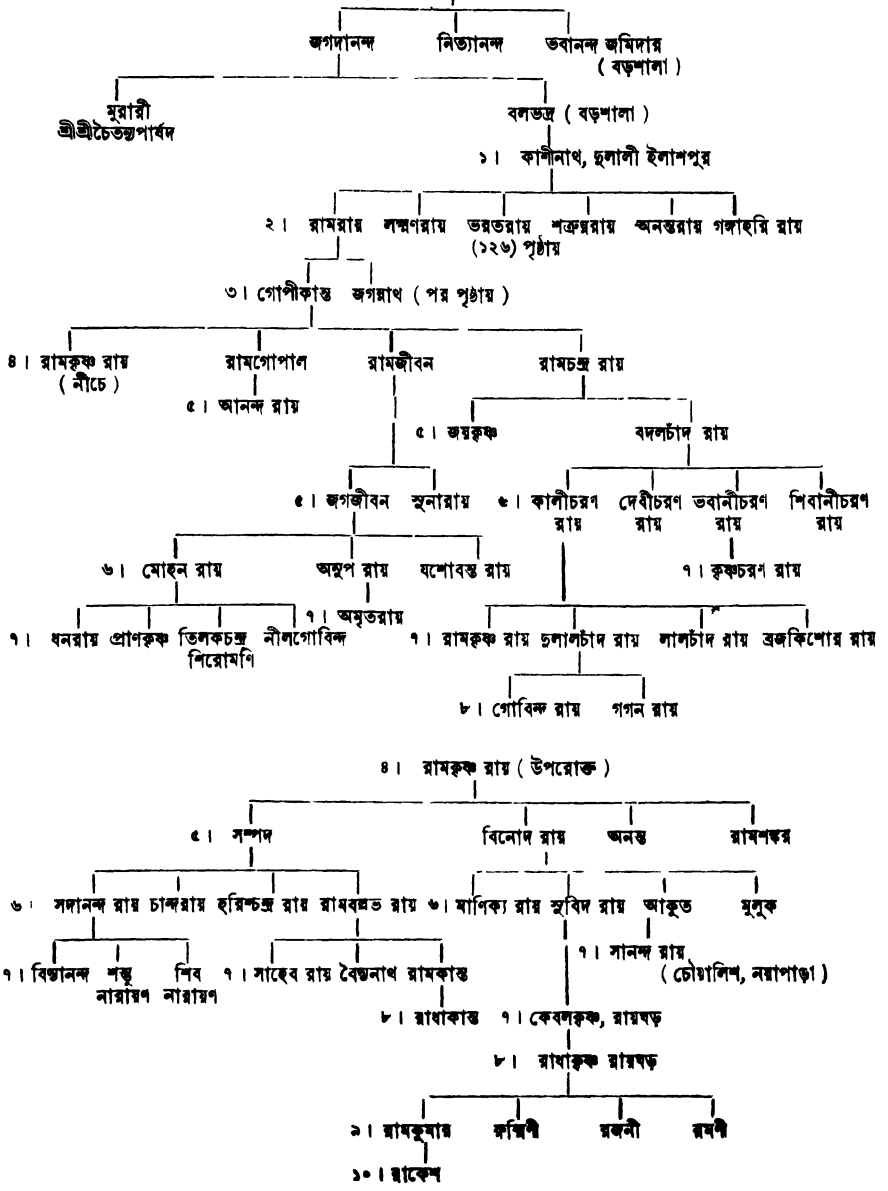 জগদানন্দ নিত্যানন্দ ভবানন্দ জমিদার
( বড়শালা )
মুরারী বলভদ্র ( বড়শালা )
শ্রীশ্রীচৈতন্যপার্ষদ
১। কাশীনাথ, দুলালী ইলাশপুর
২। রামরায় লক্ষ্মণরায় ভরতরায় শত্রুঘ্নরায় অনন্তরায় গঙ্গাহরি রায়
(১২৬) পৃষ্ঠায়
৩। গোপীকান্ত জগন্নাথ ( পর পৃষ্ঠায় )
৪। রামকৃষ্ণ রায় রামগোপাল রামজীবন রামচন্দ্র রায়
( নীচে )
৫। আনন্দ রায়
৫। জয়কৃষ্ণ বদলচাঁদ রায়
৫। জগজীবন সুনারায় ৬। কালীচরণ দেবীচরণ ভবানীচরণ শিবানীচরণ
রায় রায় রায় রায়
৬। মোহন রায় অনুপ রায় যশোবন্ত রায় ৭। কৃষ্ণচরণ রায়
৭। অমৃতরায়
৭। ধনরায় প্রাণকৃষ্ণ তিলকচন্দ্র নীলগোবিন্দ ৭। রামকৃষ্ণ রায় দুলালচাঁদ রায় লালচাঁদ রায় ব্রজকিশোর রায়
শিরোমণি
৮। গোবিন্দ রায় গগন রায়
৪। রামকৃষ্ণ রায় ( উপরোক্ত )
৫। সম্পদ বিনোদ রায় অনন্ত রামশঙ্কর
৬। সদানন্দ রায় চান্দরায় হরিশ্চন্দ্র রায় রামবল্লভ রায় ৬। মাণিক্য রায় সুবিদ রায় আকুত মুলুক
৭। সানন্দ রায়
৭। বিদ্যানন্দ শম্ভু শিব ৭। সাহেব রায় বৈদ্যনাথ রামকান্ত ( চৌয়ালিশ, নয়াপাড়া )
নারায়ণ নারায়ণ
৮। রাধাকান্ত ৭। কেবলকৃষ্ণ, রায়ঘড়
৮। রাধাকৃষ্ণ রায়ঘড়
৯। রামকুমার রুক্মিণী রজনী রমণী
১০। রাকেশ